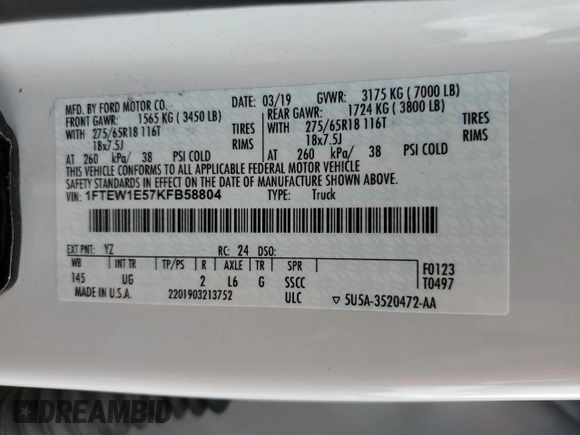 MFD. BY FORD MOTOR CO.
DATE: 03/19 GVWR: 3175 KG ( 7000 LB)
FRONT GAWR: 1565 KG ( 3450 LB)
REAR GAWR: 1724 KG ( 3800 LB)
WITH 275/65R18 116T TIRES
WITH 275/65R18 116T TIRES
18x7.5J RIMS
18x7.5J RIMS
AT 260 kPa/ 38 PSI COLD
AT 260 kPa/ 38 PSI COLD
THIS VEHICLE CONFORMS TO ALL APPLICABLE FEDERAL MOTOR VEHICLE
SAFETY STANDARDS IN EFFECT ON THE DATE OF MANUFACTURE SHOWN ABOVE.
VIN: 1FTEW1E57KFB58804 TYPE: Truck
EXT PNT: YZ RC: 24 DSO:
WB INT TR TP/PS R AXLE TR SPR
145 UG 2 L6 G SSCC
F0123
T0497
MADE IN U.S.A. 2201903213752 ULC ▽ 5U5A-3520472-AA
DREAMBID